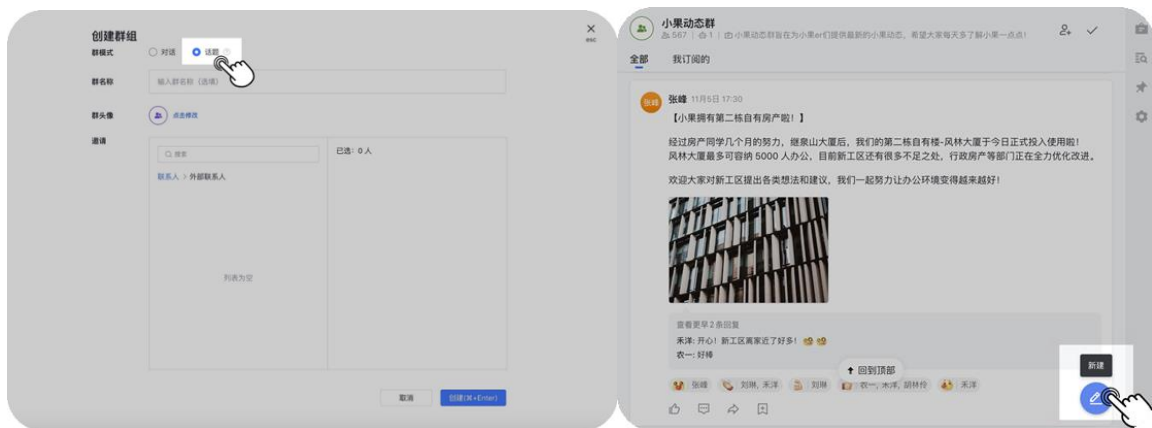 创建群组
esc
群模式
对话
话题
群名称
输入群名称（选填）
群头像
点击修改
邀请
搜索
已选：0 人
联系人 > 外部联系人
列表为空
取消
创建(⌘+Enter)
小果动态群
567 | 1 | 小果动态群旨在为小果er们提供最新的小果动态，希望大家每天多了解小果一点点！
全部
我订阅的
张峰
张峰 11月5日 17:30
【小果拥有第二栋自有房产啦！】
经过房产同学几个月的努力，继泉山大厦后，我们的第二栋自有楼-风林大厦于今日正式投入使用啦！
风林大厦最多可容纳 5000 人办公，目前新工区还有很多不足之处，行政房产等部门正在全力优化改进。
欢迎大家对新工区提出各类想法和建议，我们一起努力让办公环境变得越来越好！
查看更早 2 条回复
禾洋: 开心！新工区离家近了好多！
农一: 好棒
回到顶部
新建
张峰
刘琳, 禾洋
刘琳
农一, 禾洋, 胡林伶
禾洋